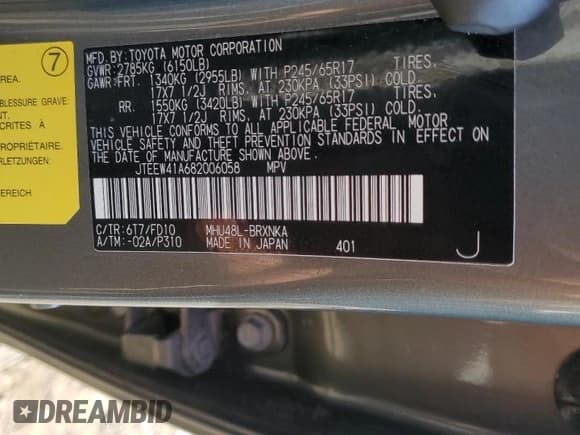 7
AREA.
BLESSURE GRAVE
NT.
CRITES À
PROPRIÉTAIRE.
RLETZUNGEN:
BEREICH
MFD. BY: TOYOTA MOTOR CORPORATION
GVWR: 2785KG (6150LB)
GAWR: FRT. 1340KG (2955LB) WITH P245/65R17 TIRES,
17X7 1/2J RIMS, AT 230KPA (33PSI) COLD.
RR. 1550KG (3420LB) WITH P245/65R17 TIRES,
17X7 1/2J RIMS, AT 230KPA (33PSI) COLD.
THIS VEHICLE CONFORMS TO ALL APPLICABLE FEDERAL MOTOR
VEHICLE SAFETY AND THEFT PREVENTION STANDARDS IN EFFECT ON
THE DATE OF MANUFACTURE SHOWN ABOVE.
JTEEW41A682006058 MPV
C/TR: 6T7/FD10 MHU48L-BRXNKA
A/TM: -02A/P310 MADE IN JAPAN 401
J
DREAMBID